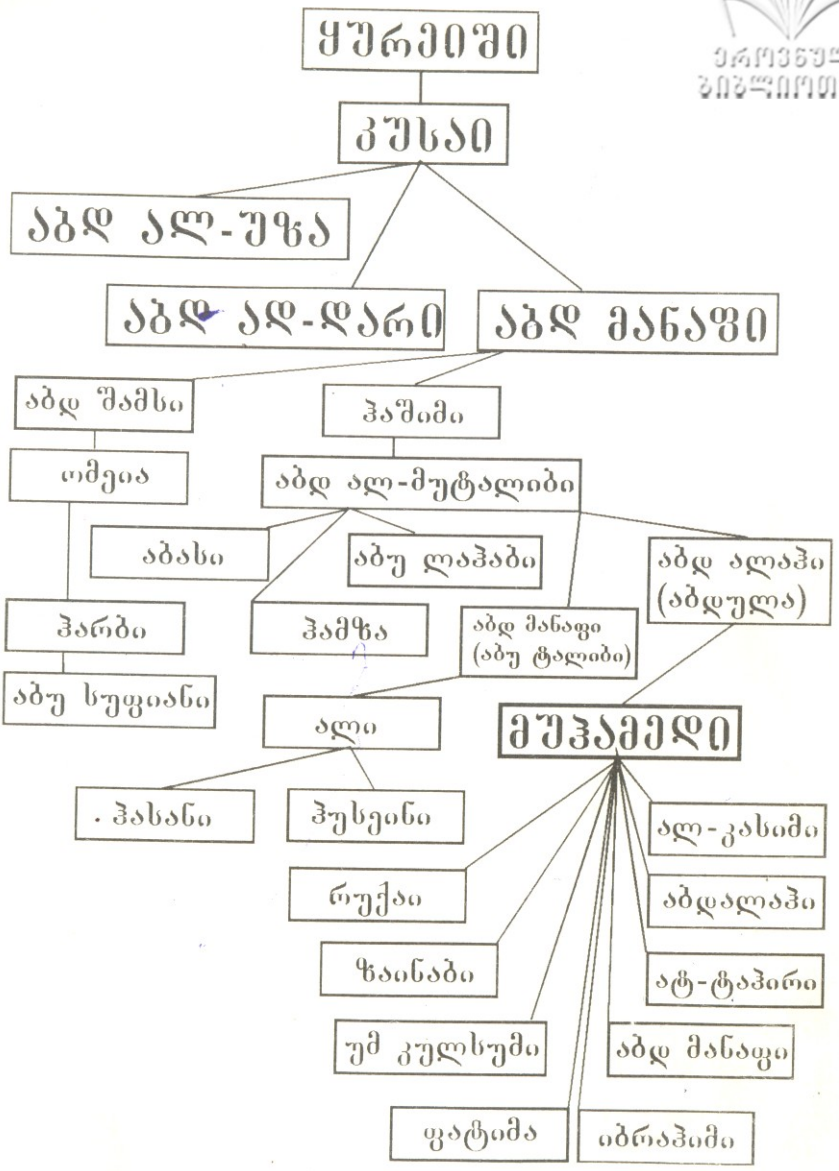 ყურეიში
ეროვნულ
ბიბლიოთ
კუსაი
აბდ ალ-უზა
აბდ ად-დარი
აბდ მანაფი
აბდ შამსი
ჰაშიმი
ომეია
აბდ ალ-მუტალიბი
აბასი
აბუ ლაჰაბი
აბდ ალაჰი
(აბდულა)
ჰარბი
ჰამზა
აბდ მანაფი
(აბუ ტალიბი)
აბუ სუფიანი
ალი
მუჰამედი
ჰასანი
ჰუსეინი
ალ-კასიმი
რუქაი
აბდალაჰი
ზაინაბი
ატ-ტაჰირი
უმ კულსუმი
აბდ მანაფი
ფატიმა
იბრაჰიმი